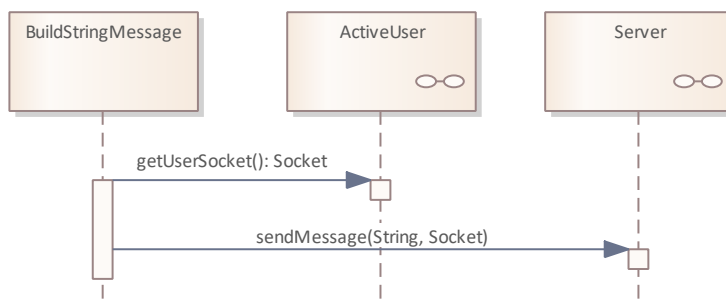 BuildStringMessage
ActiveUser
Server
getUserSocket(): Socket
sendMessage(String, Socket)